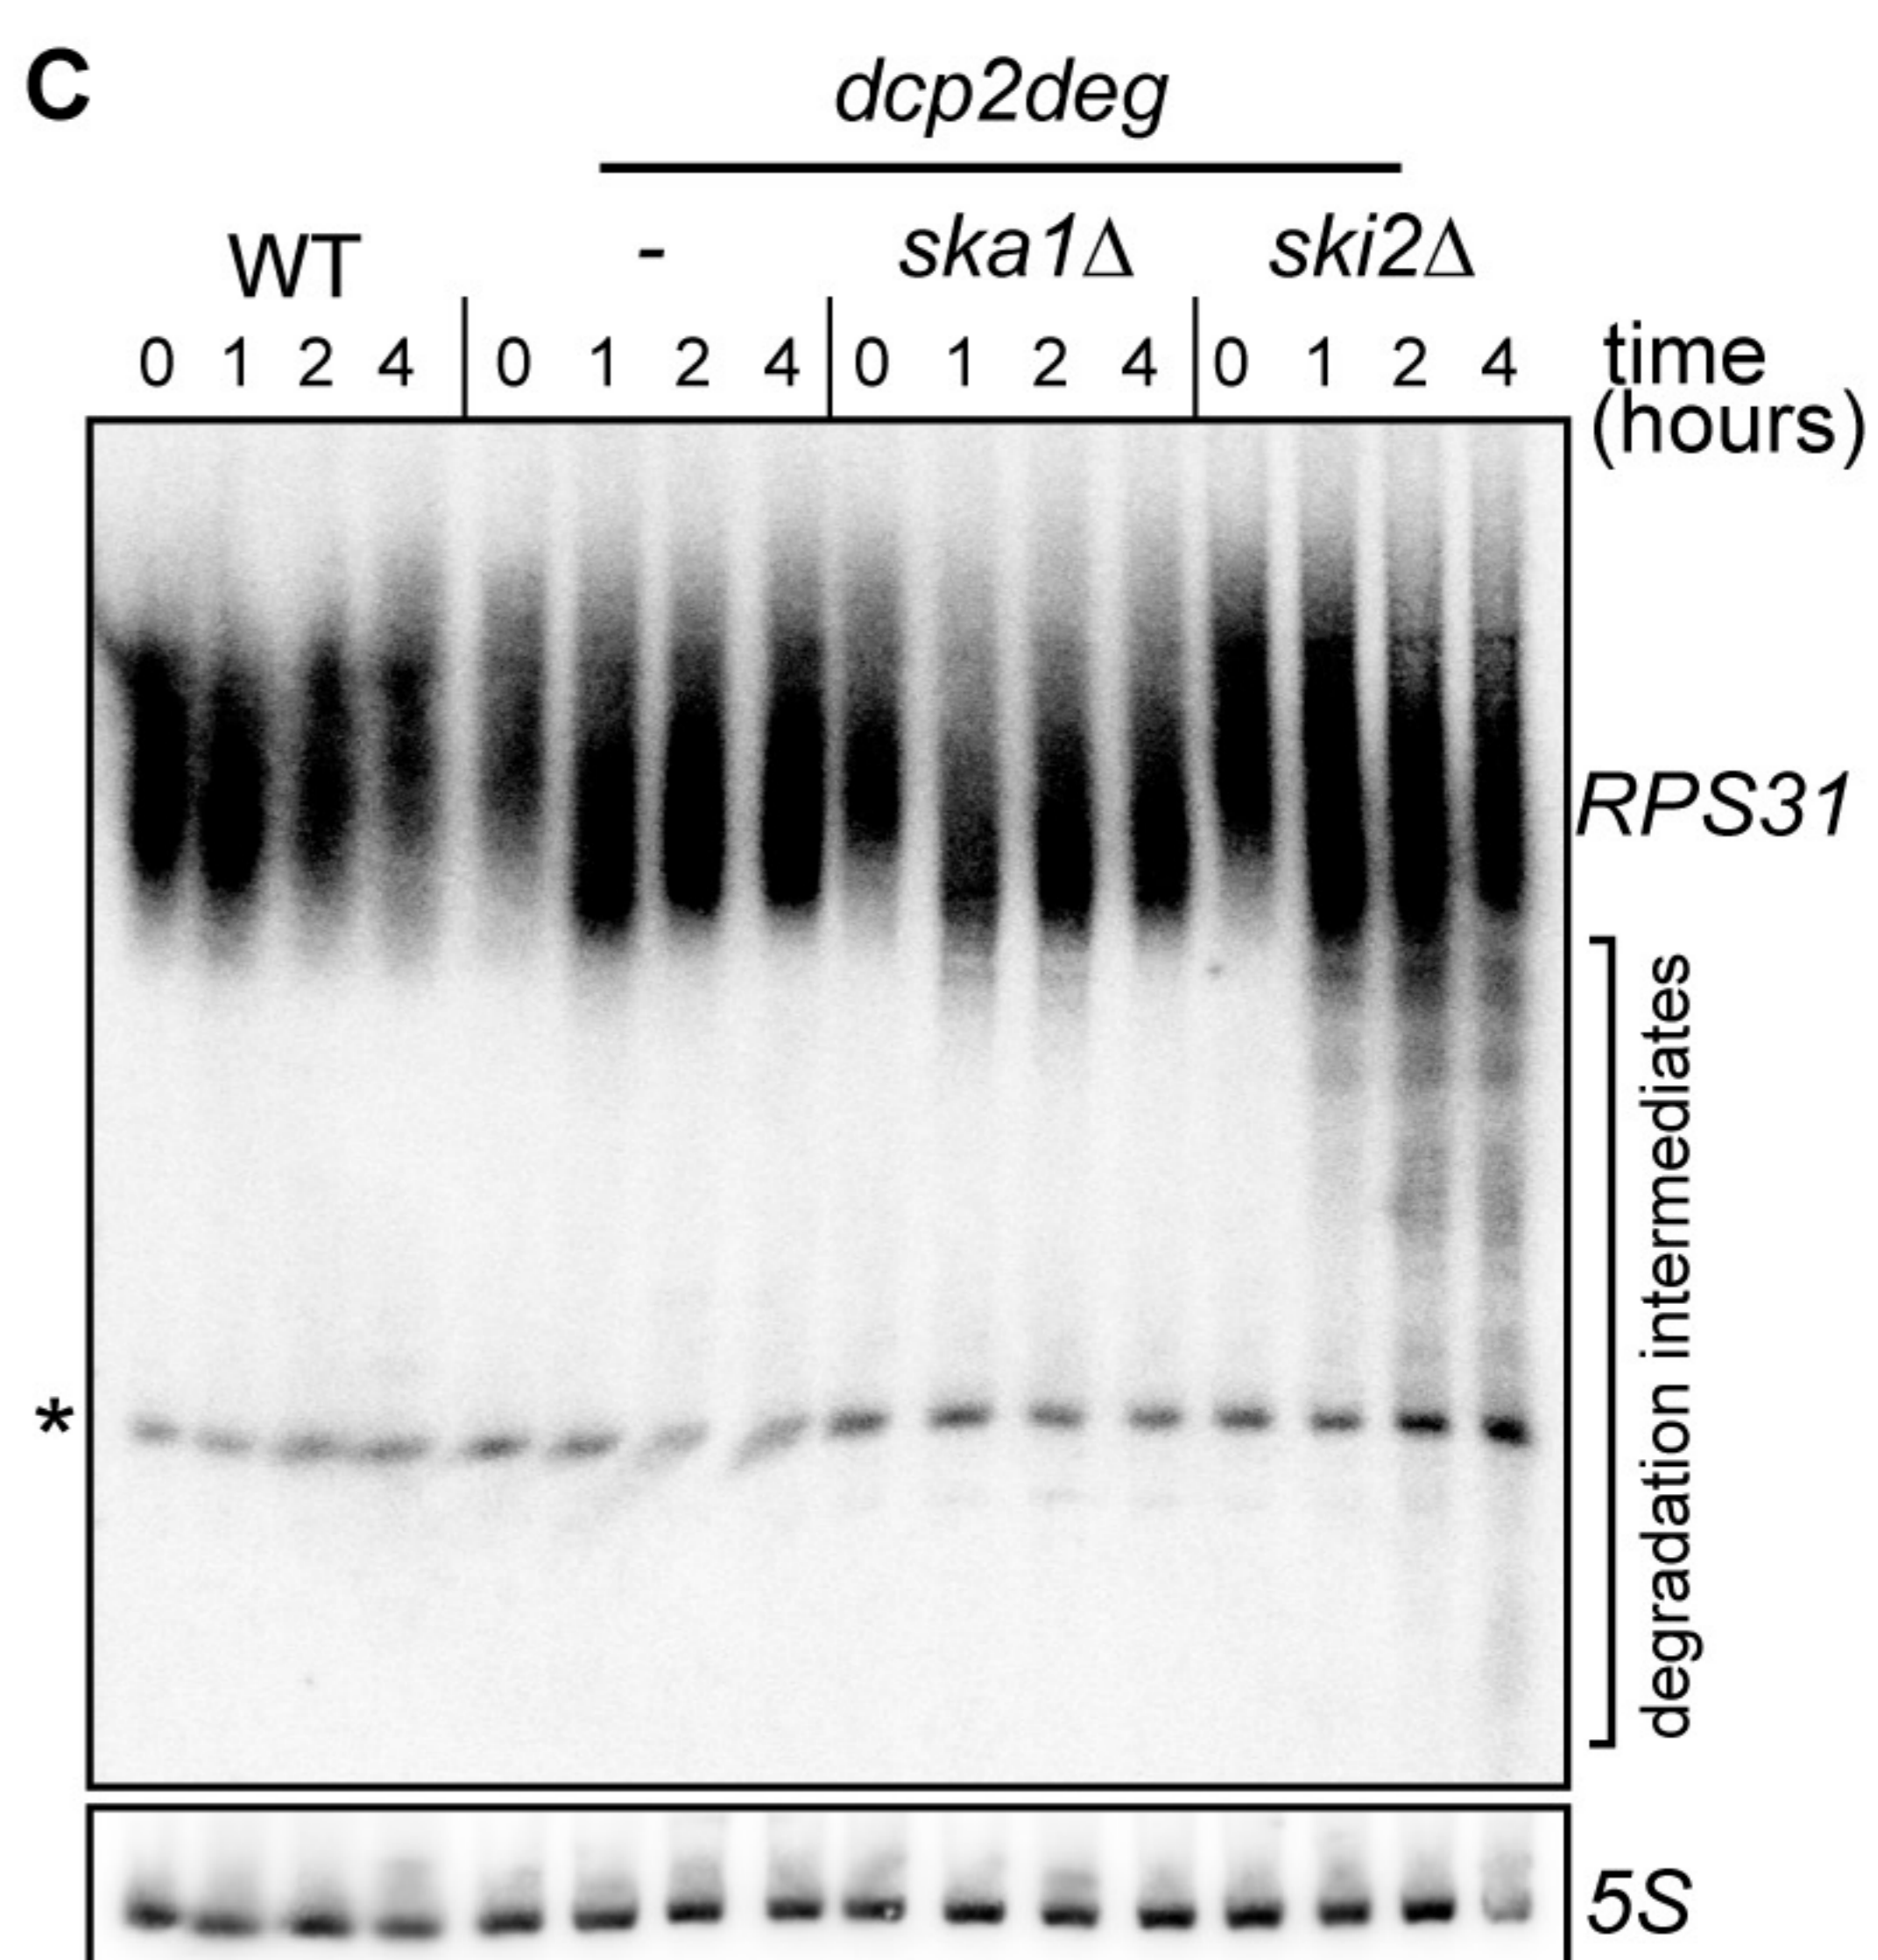 C
dcp2deg
WT - ska1Δ ski2Δ
0 1 2 4 0 1 2 4 0 1 2 4 0 1 2 4 time
(hours)
RPS31
degradation intermediates
*
5S